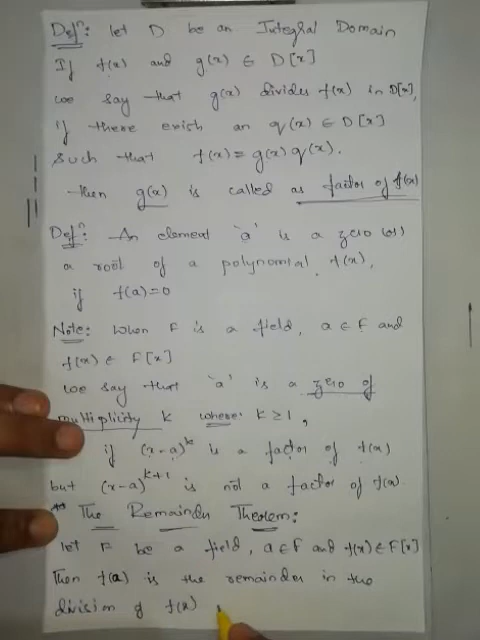 Defn: let D be an Integral Domain
If f(x) and g(x) ∈ D[x]
we say that g(x) divides f(x) in D[x],
if there exist an q(x) ∈ D[x]
Such that f(x) = g(x) q(x).
then g(x) is called as factor of f(x)
Defn: An element 'a' is a zero (or)
a root of a polynomial f(x),
if f(a)=0
Note: When F is a field, a ∈ F and
f(x) ∈ F[x]
we say that 'a' is a zero of
multiplicity k where k ≥ 1,
if (x-a)^k is a factor of f(x)
but (x-a)^k+1 is not a factor of f(x)
The Remainder Theorem:
let F be a field, a ∈ F and f(x) ∈ F[x]
Then f(a) is the remainder in the
division of f(x)